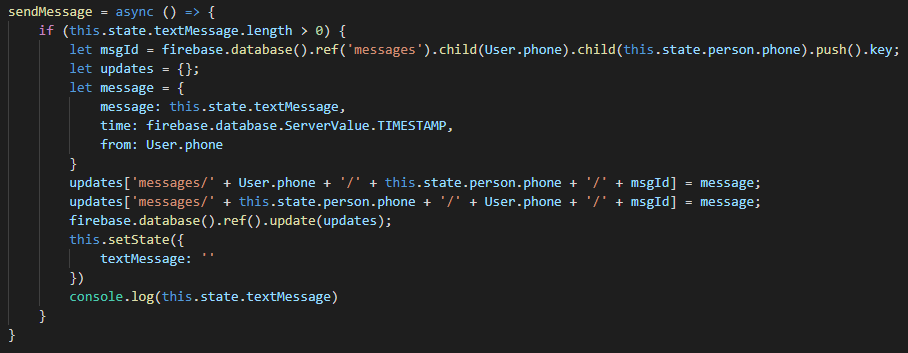 sendMessage = async () => {
    if (this.state.textMessage.length > 0) {
        let msgId = firebase.database().ref('messages').child(User.phone).child(this.state.person.phone).push().key;
        let updates = {};
        let message = {
            message: this.state.textMessage,
            time: firebase.database.ServerValue.TIMESTAMP,
            from: User.phone
        }
        updates['messages/' + User.phone + '/' + this.state.person.phone + '/' + msgId] = message;
        updates['messages/' + this.state.person.phone + '/' + User.phone + '/' + msgId] = message;
        firebase.database().ref().update(updates);
        this.setState({
            textMessage: ''
        })
        console.log(this.state.textMessage)
    }
}